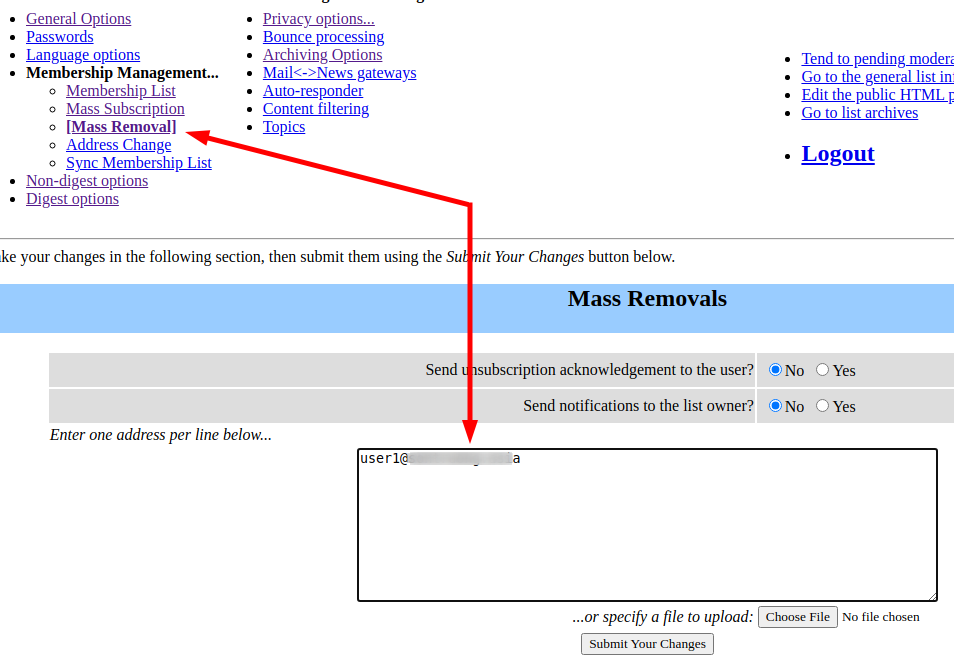 General Options
Passwords
Language options
Membership Management...
Membership List
Mass Subscription
[Mass Removal]
Address Change
Sync Membership List
Non-digest options
Digest options
Privacy options...
Bounce processing
Archiving Options
Mail<->News gateways
Auto-responder
Content filtering
Topics
Tend to pending modera
Go to the general list in
Edit the public HTML p
Go to list archives
Logout
ke your changes in the following section, then submit them using the Submit Your Changes button below.
Mass Removals
Send unsubscription acknowledgement to the user? No Yes
Send notifications to the list owner? No Yes
Enter one address per line below...
user1@ a
...or specify a file to upload: Choose File No file chosen
Submit Your Changes